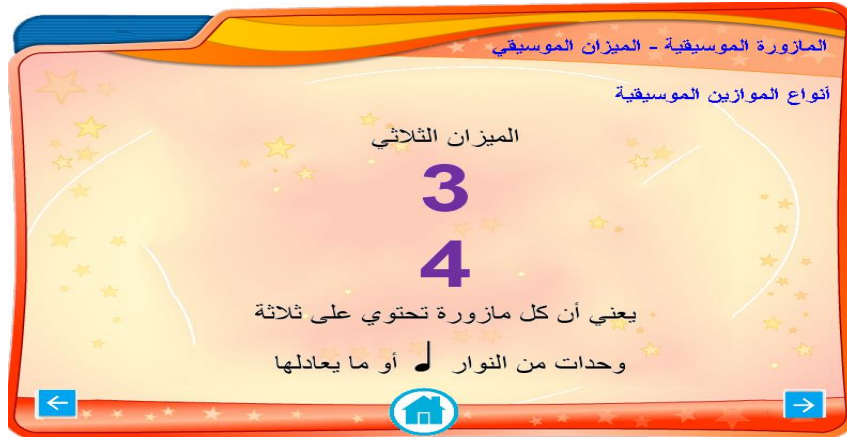 المازورة الموسيقية - الميزان الموسيقي
أنواع الموازين الموسيقية
الميزان الثلاثي
3
4
يعني أن كل مازورة تحتوي على ثلاثة
وحدات من النوار ♩ أو ما يعادلها